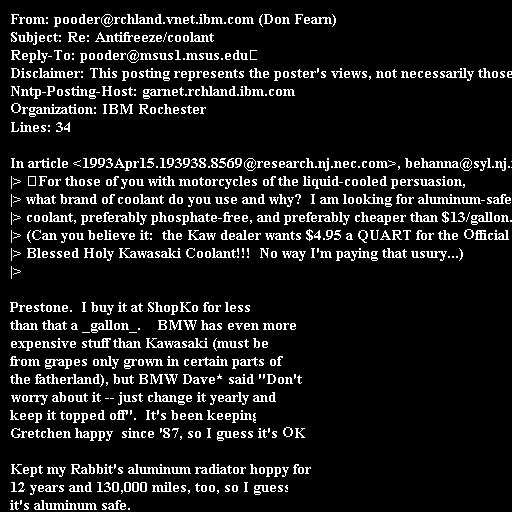 From: pooder@rchland.vnet.ibm.com (Don Fearn)
Subject: Re: Antifreeze/coolant
Reply-To: pooder@msus1.msus.edu
Disclaimer: This posting represents the poster's views, not necessarily those
Nntp-Posting-Host: garnet.rchland.ibm.com
Organization: IBM Rochester
Lines: 34

In article <1993Apr15.193938.8569@research.nj.nec.com>, behanna@syl.nj.
|> For those of you with motorcycles of the liquid-cooled persuasion,
|> what brand of coolant do you use and why?  I am looking for aluminum-safe
|> coolant, preferably phosphate-free, and preferably cheaper than $13/gallon.
|> (Can you believe it:  the Kaw dealer wants $4.95 a QUART for the Official
|> Blessed Holy Kawasaki Coolant!!!  No way I'm paying that usury...)
|>

Prestone.  I buy it at ShopKo for less
than that a _gallon_.    BMW has even more
expensive stuff than Kawasaki (must be
from grapes only grown in certain parts of
the fatherland), but BMW Dave* said "Don't
worry about it -- just change it yearly and
keep it topped off".  It's been keeping
Gretchen happy  since '87, so I guess it's OK

Kept my Rabbit's aluminum radiator hoppy for
12 years and 130,000 miles, too, so I guess
it's aluminum safe.